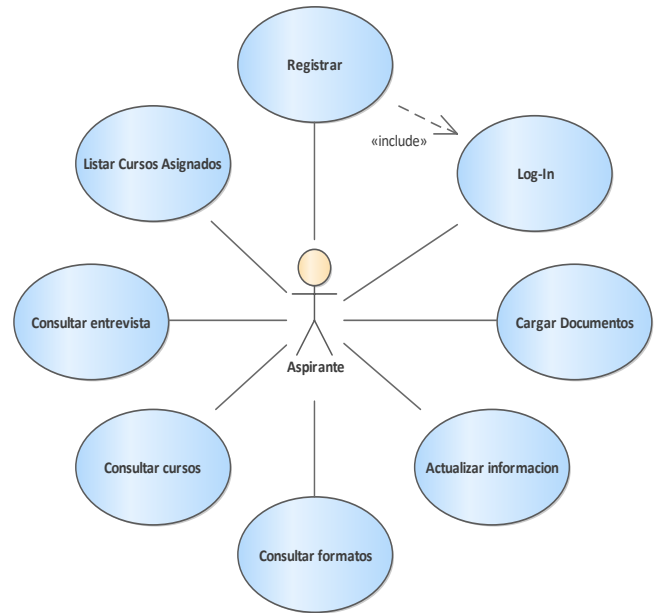 Registrar
«include»
Listar Cursos Asignados
Log-In
Consultar entrevista
Cargar Documentos
Aspirante
Consultar cursos
Actualizar informacion
Consultar formatos